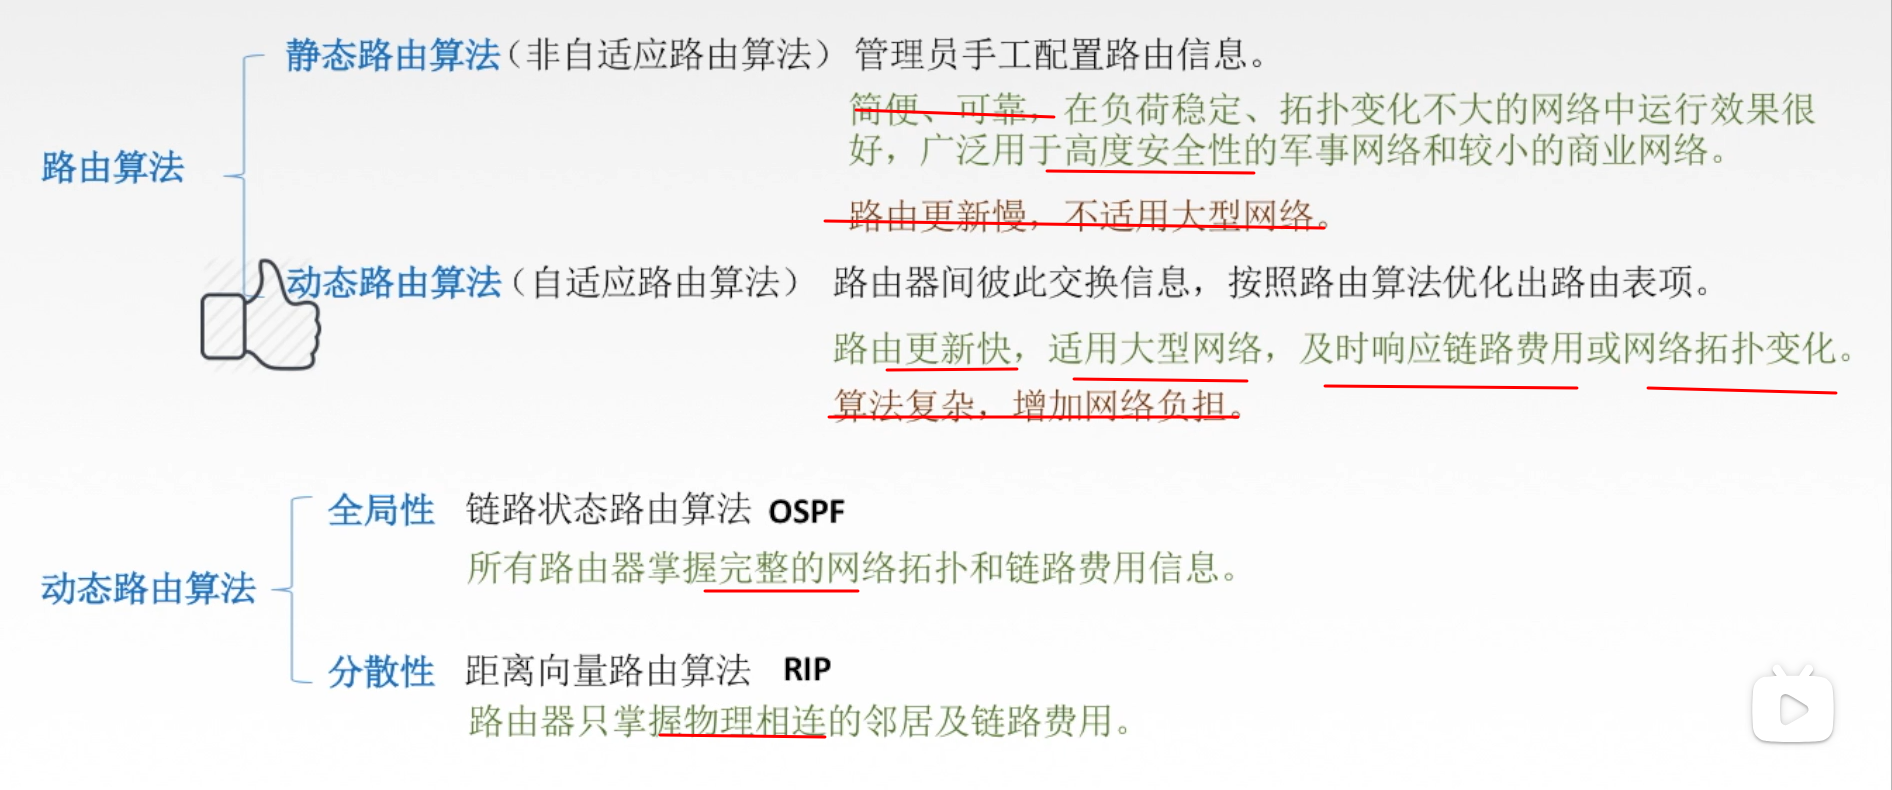 路由算法
静态路由算法（非自适应路由算法）管理员手工配置路由信息。
简便、可靠，在负荷稳定、拓扑变化不大的网络中运行效果很
好，广泛用于高度安全性的军事网络和较小的商业网络。
路由更新慢，不适用大型网络。
动态路由算法（自适应路由算法） 路由器间彼此交换信息，按照路由算法优化出路由表项。
路由更新快，适用大型网络，及时响应链路费用或网络拓扑变化。
算法复杂，增加网络负担。
动态路由算法
全局性 链路状态路由算法 OSPF
所有路由器掌握完整的网络拓扑和链路费用信息。
分散性 距离向量路由算法 RIP
路由器只掌握物理相连的邻居及链路费用。